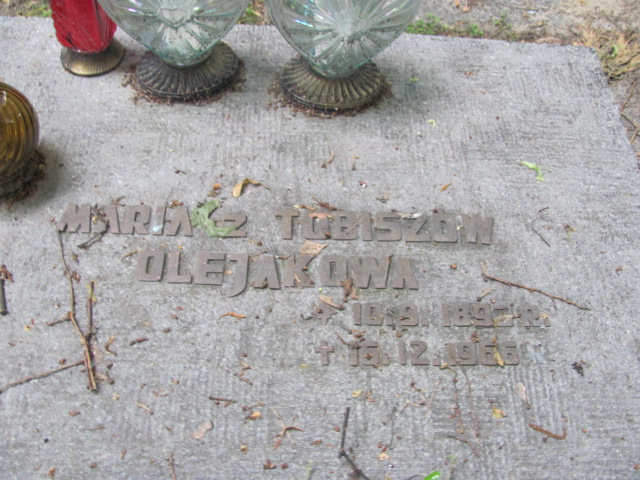 MARIA Z TOBISZÓW
OLEJAKOWA
* 10.9. 1892 R.
† 15.12.1966 R.